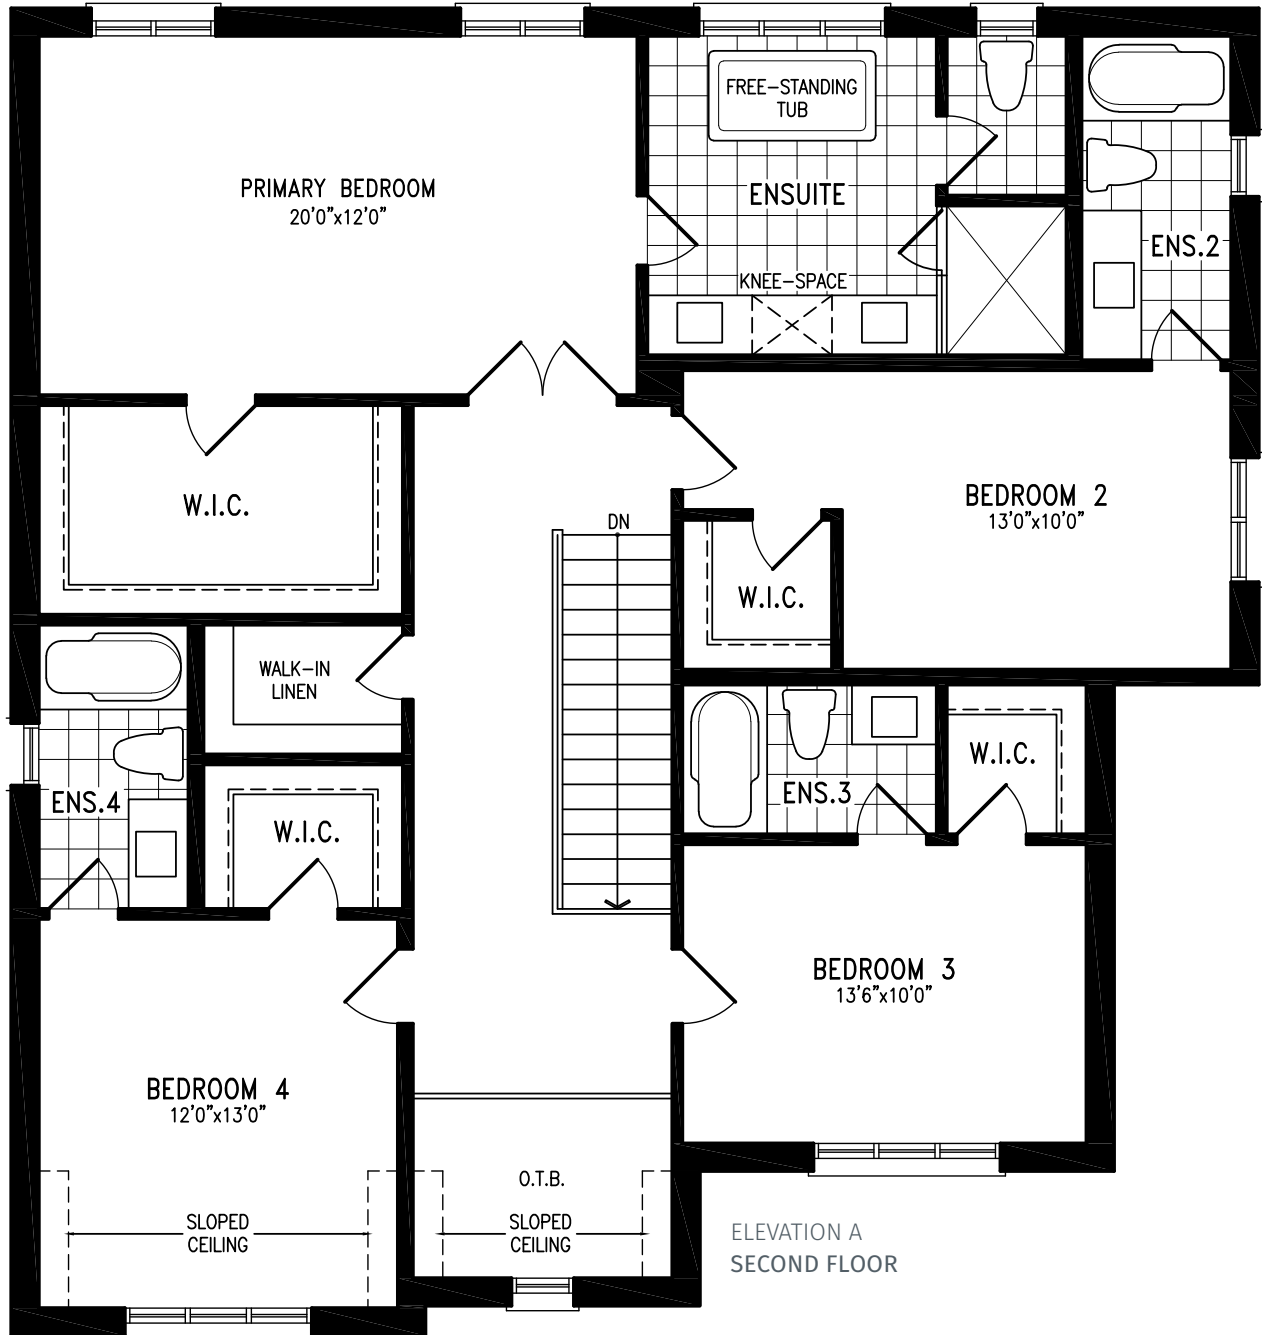 FREE-STANDING
TUB
PRIMARY BEDROOM
20'0"x12'0"
ENSUITE
ENS.2
KNEE-SPACE
W.I.C.
BEDROOM 2
13'0"x10'0"
DN
W.I.C.
WALK-IN
LINEN
W.I.C.
ENS.3
ENS.4
W.I.C.
BEDROOM 3
13'6"x10'0"
BEDROOM 4
12'0"x13'0"
O.T.B.
SLOPED
CEILING
SLOPED
CEILING
ELEVATION A
SECOND FLOOR